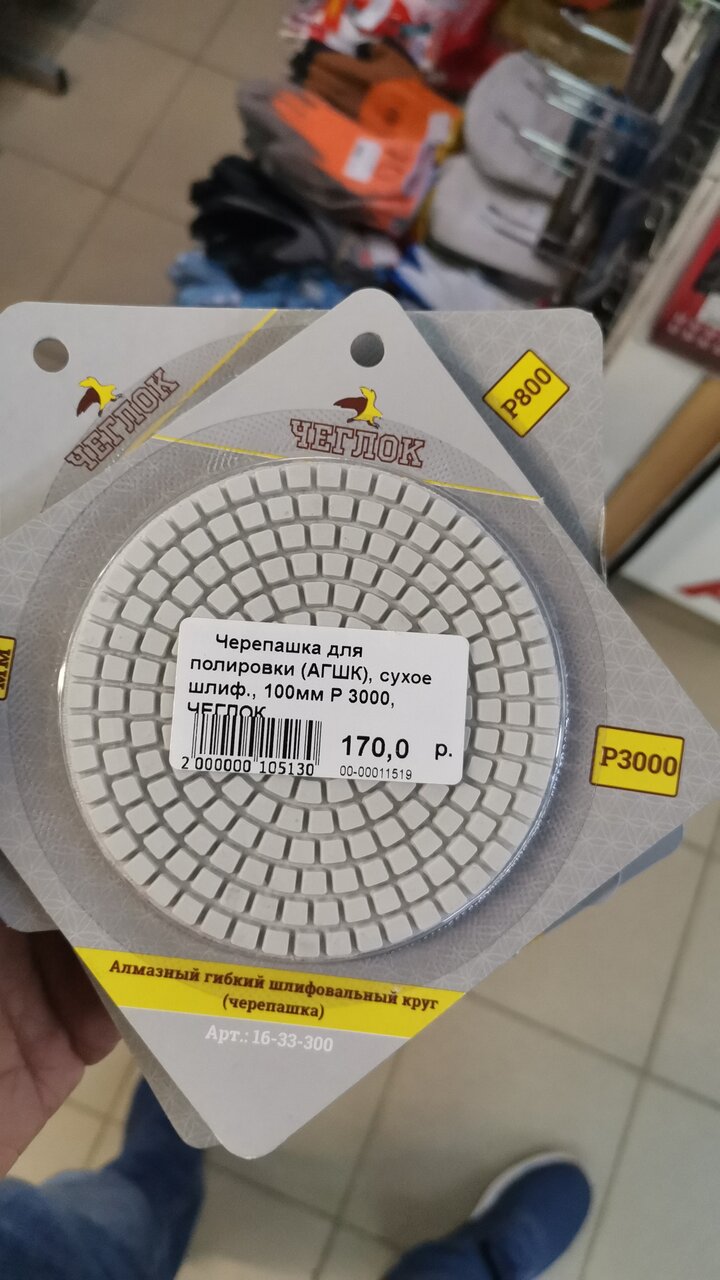 ЧЕГЛОК
P800
ЧЕГЛОК
мм
Черепашка для
полировки (АГШК), сухое
шлиф., 100мм Р 3000,
ЧЕГЛОК
170,0 р.
2 000000 105130
00-00011519
P3000
Алмазный гибкий шлифовальный круг
(черепашка)
Арт.: 16-33-300